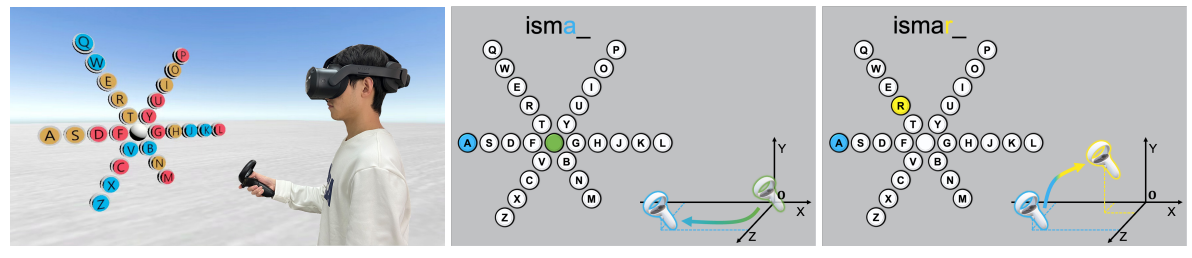 Q P
W O
E I
R U
T Y
A S D F G H J K L
V B
C N
X M
Z
isma_
Q P
W O
E I
R U
T Y
A S D F G H J K L
V B
C N
X M
Z
Y
0
X
Z
ismar_
Q P
W O
E I
R U
T Y
A S D F G H J K L
V B
C N
X M
Z
Y
0
X
Z